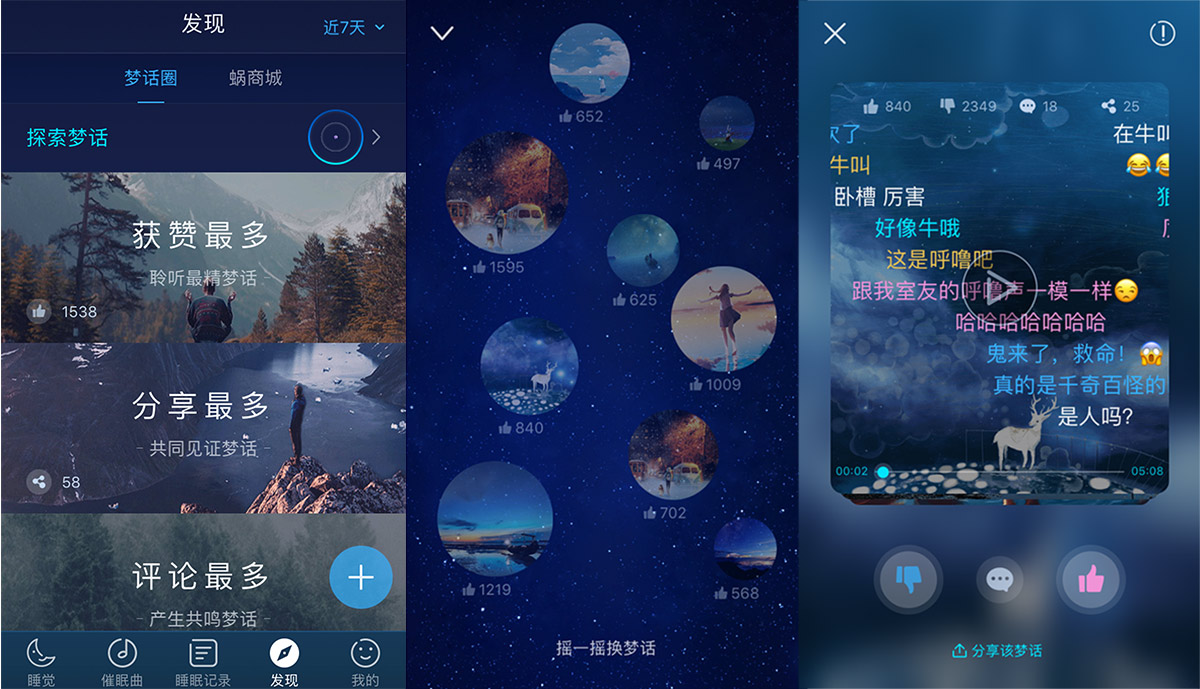 发现
近7天
梦话圈
蜗商城
探索梦话
获赞最多
聆听最精梦话
1538
分享最多
- 共同见证梦话 -
58
评论最多
- 产生共鸣梦话 -
睡觉
催眠曲
睡眠记录
发现
我的
652
497
1595
625
1009
840
702
1219
568
摇一摇换梦话
840
2349
18
25
欢了
在牛叫
牛叫
😂
卧槽 厉害
好像牛哦
这是呼噜吧
跟我室友的呼噜声一模一样😒
哈哈哈哈哈哈哈
鬼来了，救命！😱
真的是千奇百怪的
是人吗?
00:02
05:08
分享该梦话